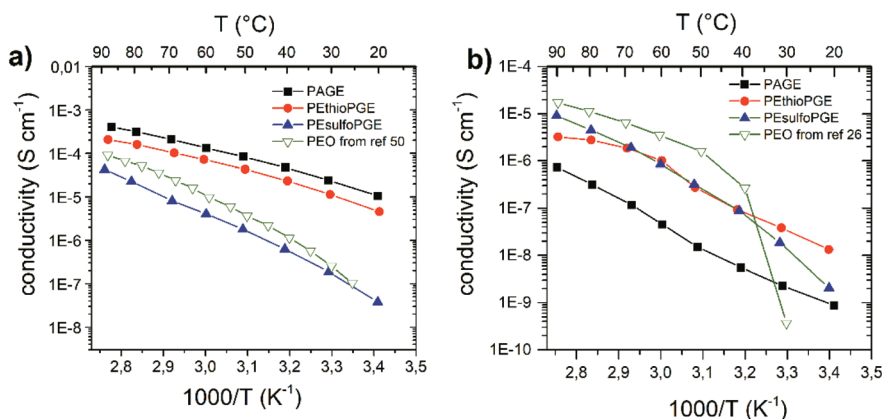 a)
T (°C)
90 80 70 60 50 40 30 20
0,01
1E-3
1E-4
1E-5
1E-6
1E-7
1E-8
conductivity (S cm⁻¹)
PAGE
PEthioPGE
PEsulfoPGE
PEO from ref 50
2,8 2,9 3,0 3,1 3,2 3,3 3,4
1000/T (K⁻¹)
b)
T (°C)
90 80 70 60 50 40 30 20
1E-4
1E-5
1E-6
1E-7
1E-8
1E-9
1E-10
conductivity (S cm⁻¹)
PAGE
PEthioPGE
PEsulfoPGE
PEO from ref 26
2,8 2,9 3,0 3,1 3,2 3,3 3,4 3,5
1000/T (K⁻¹)